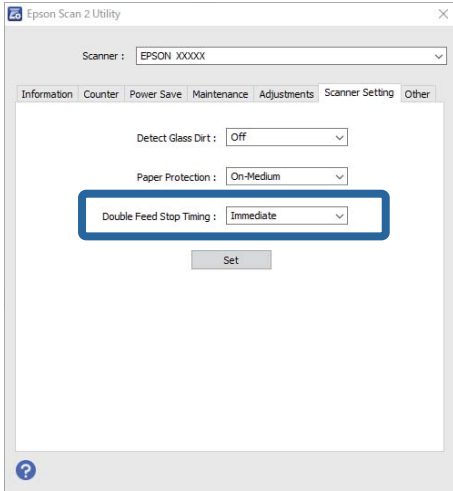 Epson Scan 2 Utility
Scanner : EPSON XXXXX
Information Counter Power Save Maintenance Adjustments Scanner Setting Other
Detect Glass Dirt : Off
Paper Protection : On-Medium
Double Feed Stop Timing : Immediate
Set
?